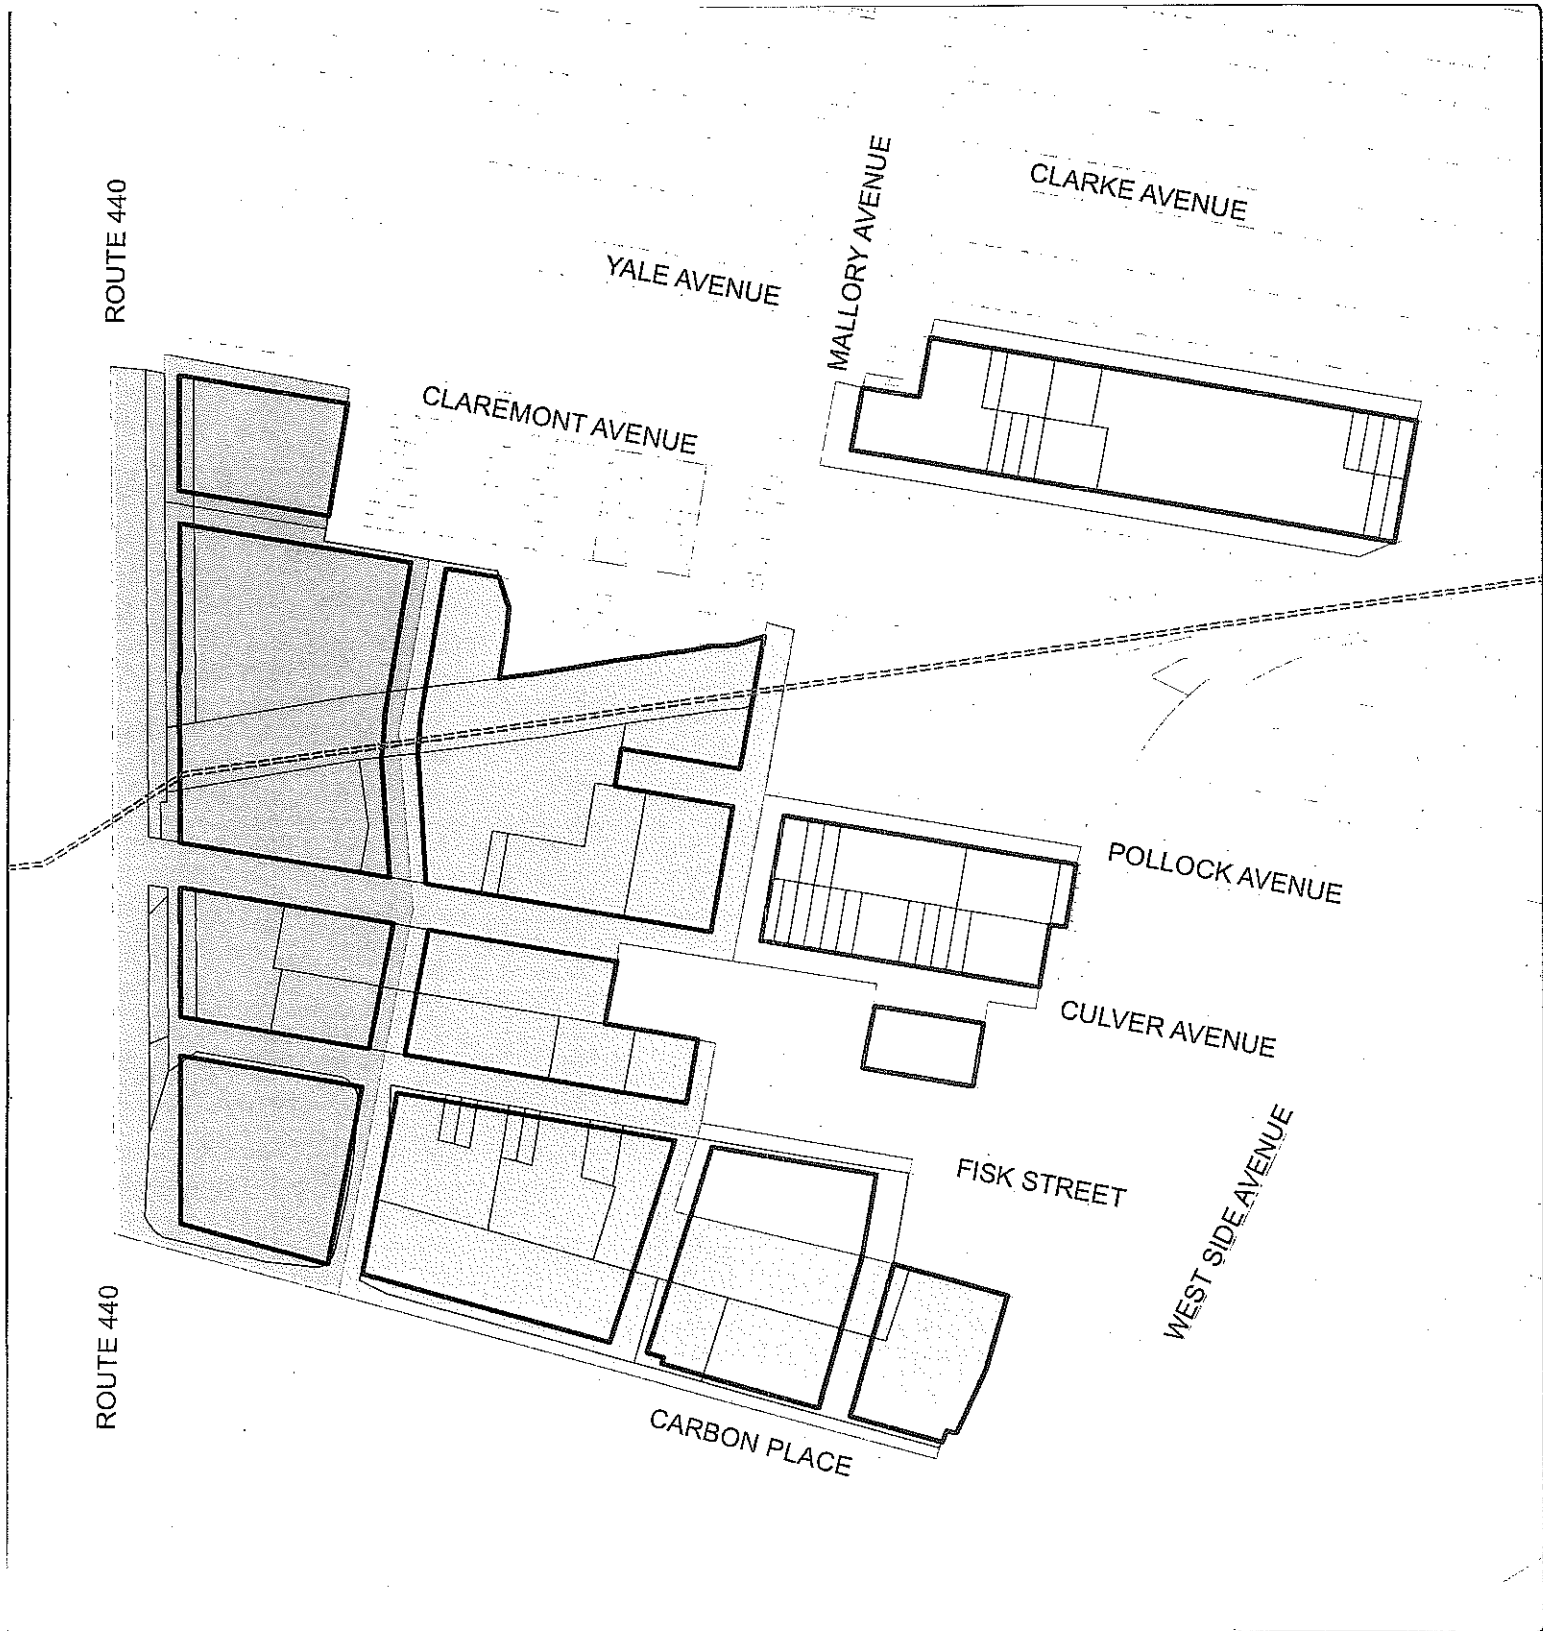 MALLORY AVENUE
CLARKE AVENUE
ROUTE 440
YALE AVENUE
CLAREMONT AVENUE
POLLOCK AVENUE
CULVER AVENUE
FISK STREET
WEST SIDE AVENUE
ROUTE 440
CARBON PLACE